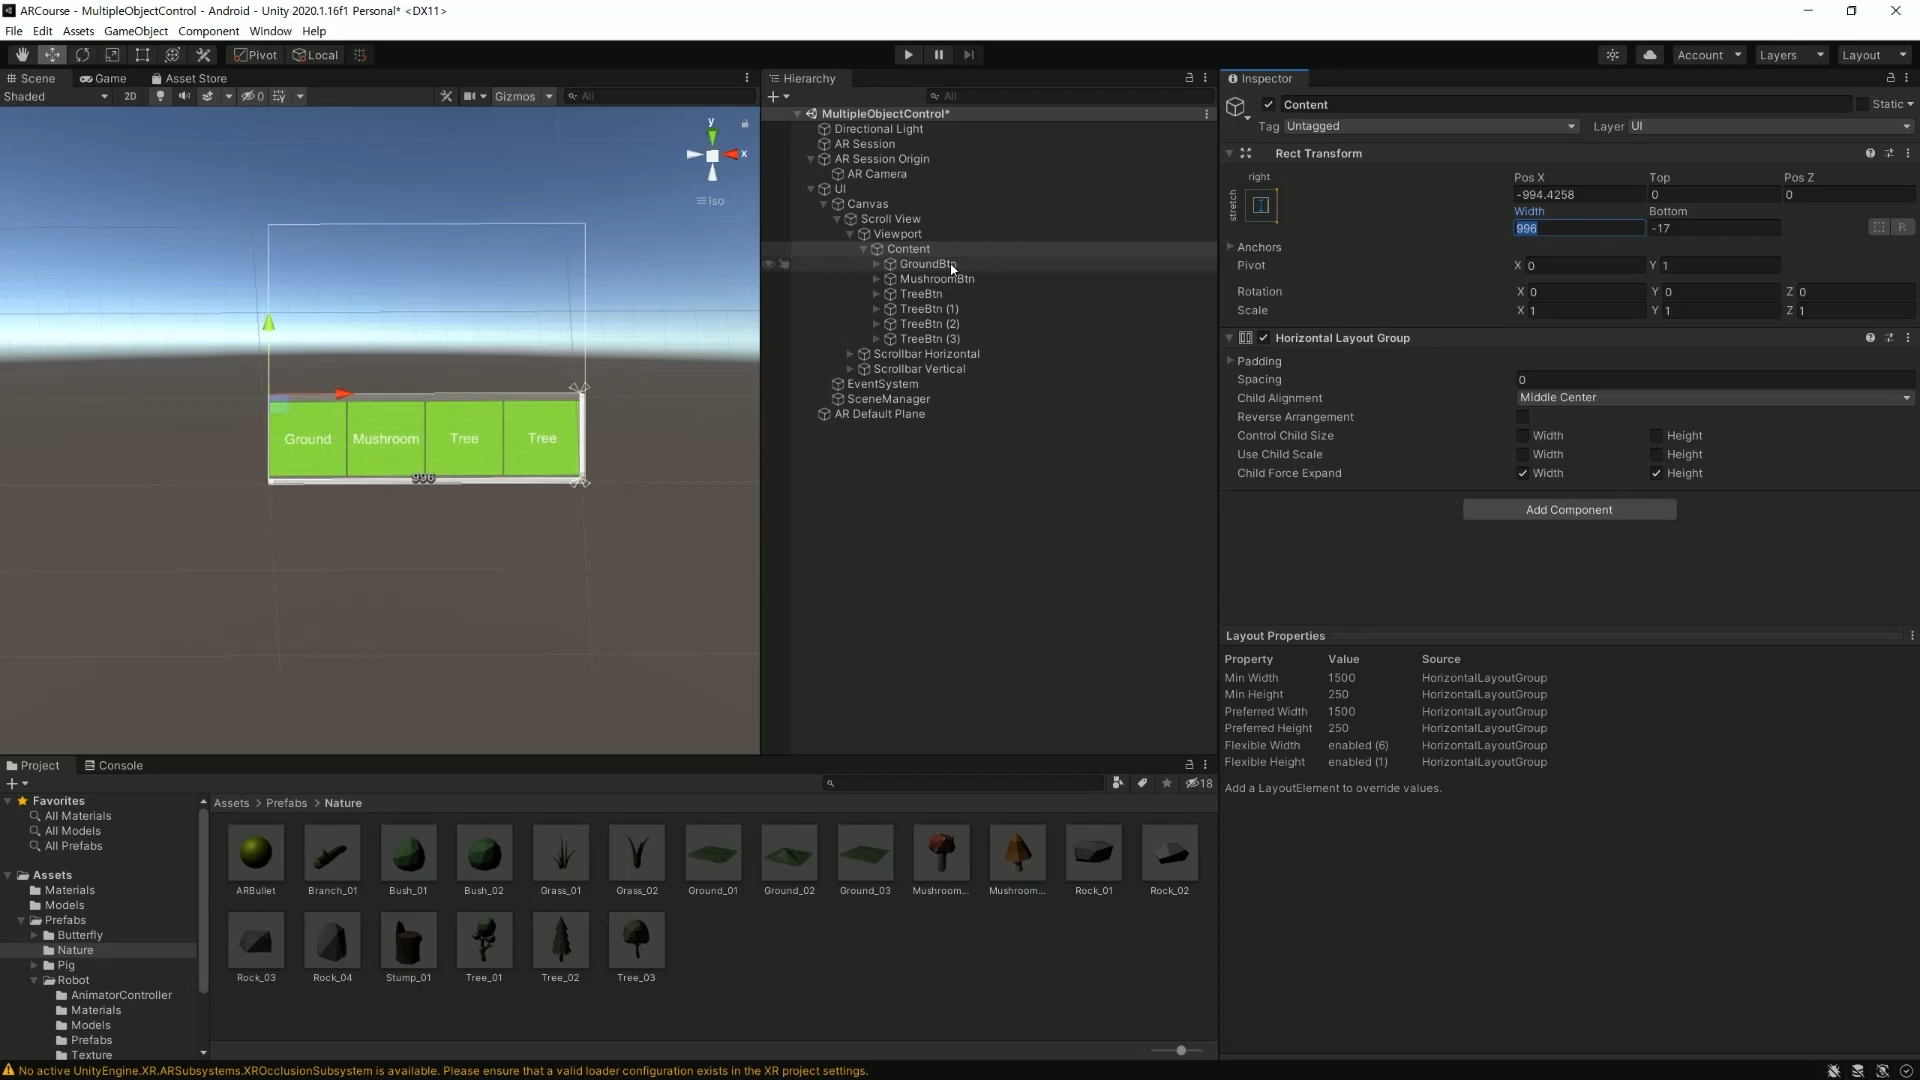 ARCourse - MultipleObjectControl - Android - Unity 2020.1.16f1 Personal* <DX11>
File Edit Assets GameObject Component Window Help
Pivot Local Account Layers Layout
Scene Game Asset Store
Shaded 2D 0 Gizmos All
y
x
Iso
Ground Mushroom Tree Tree
996
Hierarchy
All
MultipleObjectControl*
Directional Light
AR Session
AR Session Origin
AR Camera
UI
Canvas
Scroll View
Viewport
Content
GroundBtn
MushroomBtn
TreeBtn
TreeBtn (1)
TreeBtn (2)
TreeBtn (3)
Scrollbar Horizontal
Scrollbar Vertical
EventSystem
SceneManager
AR Default Plane
Inspector
Content Static
Tag Untagged Layer UI
Rect Transform
right
stretch
Pos X Top Pos Z
-994.4258 0 0
Width Bottom
996 -17 R
Anchors
Pivot X 0 Y 1
Rotation X 0 Y 0 Z 0
Scale X 1 Y 1 Z 1
Horizontal Layout Group
Padding
Spacing 0
Child Alignment Middle Center
Reverse Arrangement
Control Child Size Width Height
Use Child Scale Width Height
Child Force Expand Width Height
Add Component
Layout Properties
Property Value Source
Min Width 1500 HorizontalLayoutGroup
Min Height 250 HorizontalLayoutGroup
Preferred Width 1500 HorizontalLayoutGroup
Preferred Height 250 HorizontalLayoutGroup
Flexible Width enabled (6) HorizontalLayoutGroup
Flexible Height enabled (1) HorizontalLayoutGroup
Add a LayoutElement to override values.
Project Console
18
Favorites
All Materials
All Models
All Prefabs
Assets
Materials
Models
Prefabs
Butterfly
Nature
Pig
Robot
AnimatorController
Materials
Models
Prefabs
Texture
Assets > Prefabs > Nature
ARBullet Branch_01 Bush_01 Bush_02 Grass_01 Grass_02 Ground_01 Ground_02 Ground_03 Mushroom... Mushroom... Rock_01 Rock_02
Rock_03 Rock_04 Stump_01 Tree_01 Tree_02 Tree_03
No active UnityEngine.XR.ARSubsystems.XROcclusionSubsystem is available. Please ensure that a valid loader configuration exists in the XR project settings.